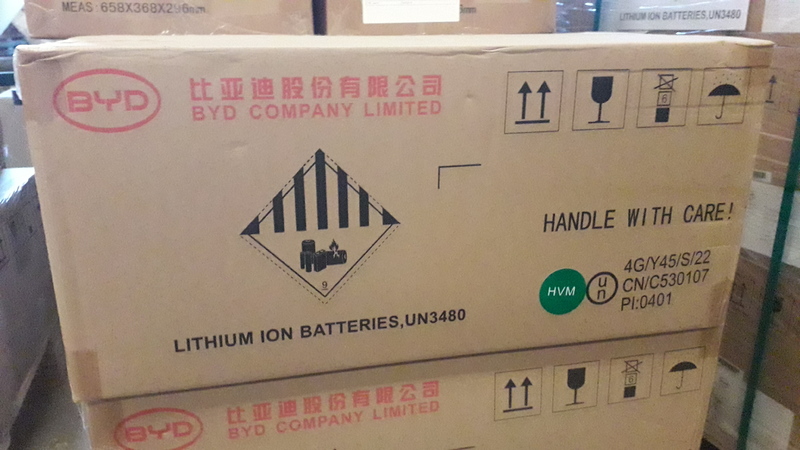 MEAS : 658X368X296mm
LITHIUM ION BATTERIES,UN3480
BYD
比亚迪股份有限公司
BYD COMPANY LIMITED
6
HANDLE WITH CARE!
9
HVM
un
4G/Y45/S/22
CN/C530107
PI:0401
LITHIUM ION BATTERIES,UN3480
BYD
比亚迪股份有限公司
BYD COMPANY LIMITED
6